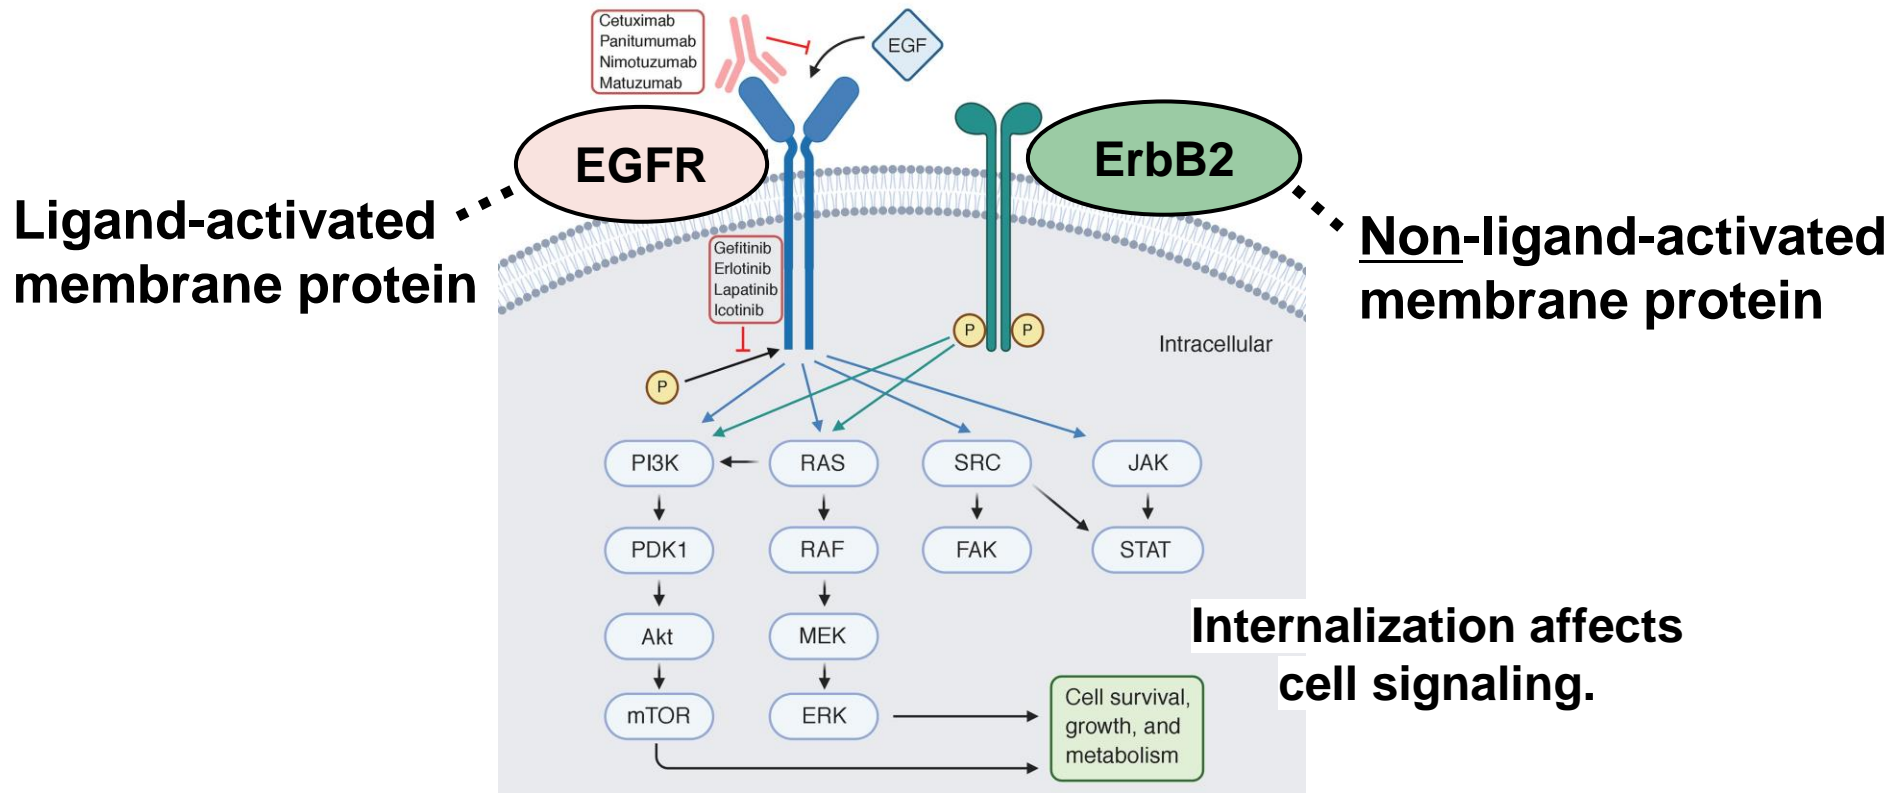 Cetuximab
Panitumumab
Nimotuzumab
Matuzumab
EGF
EGFR
ErbB2
Ligand-activated
membrane protein
Non-ligand-activated
membrane protein
Gefitinib
Erlotinib
Lapatinib
Icotinib
P
P
Intracellular
P
PI3K
RAS
SRC
JAK
PDK1
RAF
FAK
STAT
Akt
MEK
Internalization affects
cell signaling.
mTOR
ERK
Cell survival,
growth, and
metabolism